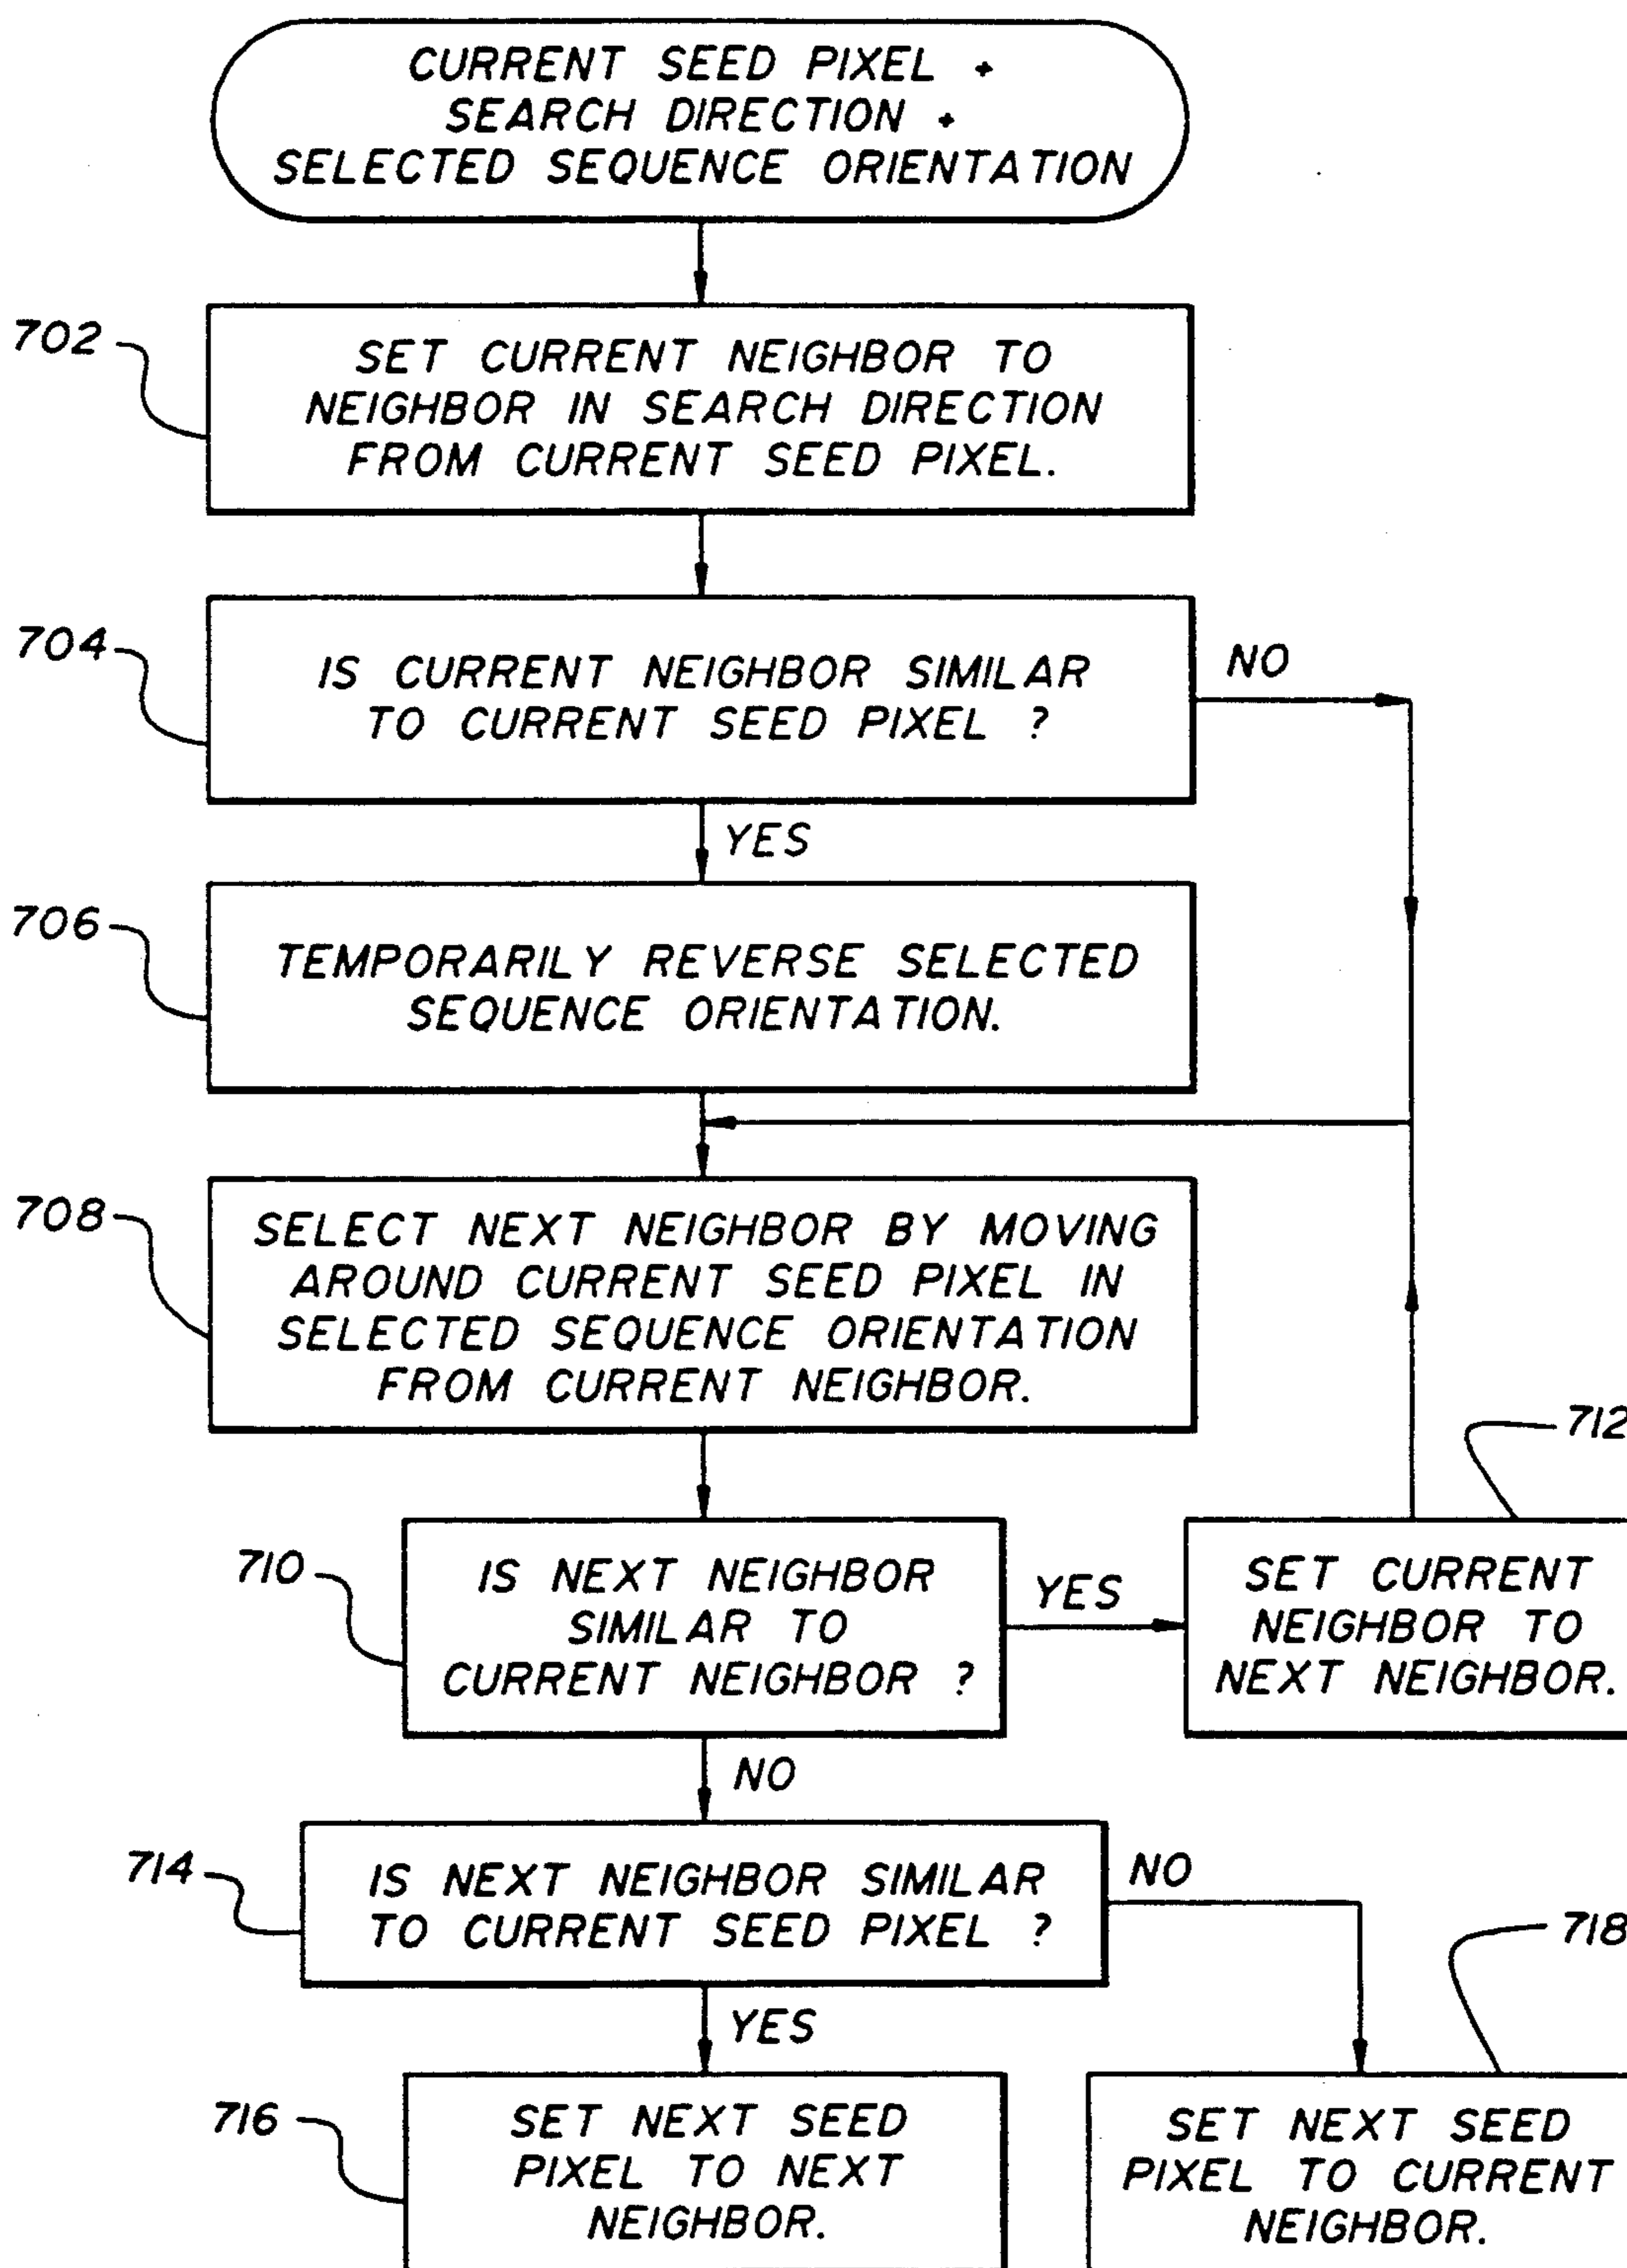 CURRENT SEED PIXEL +
SEARCH DIRECTION +
SELECTED SEQUENCE ORIENTATION
702
SET CURRENT NEIGHBOR TO
NEIGHBOR IN SEARCH DIRECTION
FROM CURRENT SEED PIXEL.
704
IS CURRENT NEIGHBOR SIMILAR
TO CURRENT SEED PIXEL ?
NO
YES
706
TEMPORARILY REVERSE SELECTED
SEQUENCE ORIENTATION.
708
SELECT NEXT NEIGHBOR BY MOVING
AROUND CURRENT SEED PIXEL IN
SELECTED SEQUENCE ORIENTATION
FROM CURRENT NEIGHBOR.
710
IS NEXT NEIGHBOR
SIMILAR TO
CURRENT NEIGHBOR ?
YES
712
SET CURRENT
NEIGHBOR TO
NEXT NEIGHBOR.
NO
714
IS NEXT NEIGHBOR SIMILAR
TO CURRENT SEED PIXEL ?
NO
YES
716
SET NEXT SEED
PIXEL TO NEXT
NEIGHBOR.
718
SET NEXT SEED
PIXEL TO CURRENT
NEIGHBOR.